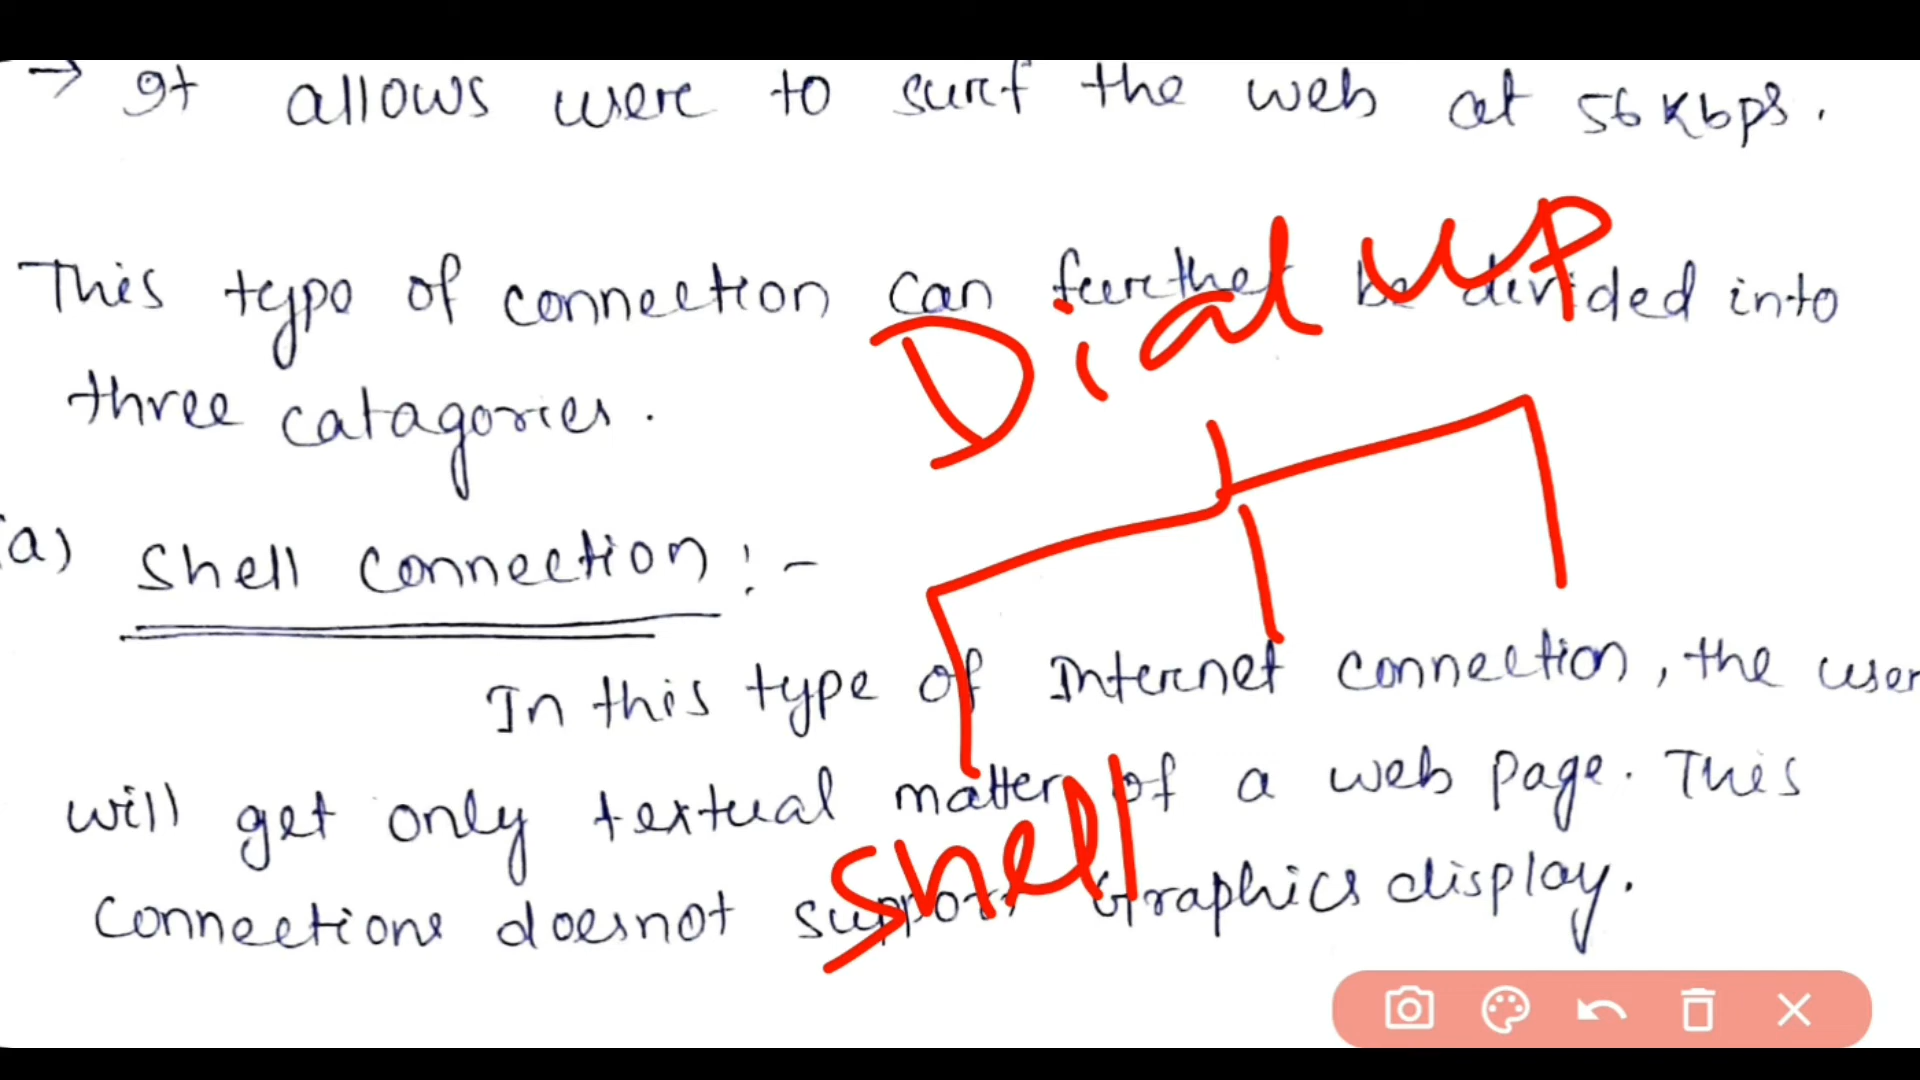 → It allows user to surf the web at 56 Kbps.
Dial UP
This type of connection can further be divided into
three catagories.
(a) Shell Connection :-
In this type of Internet connection, the user
will get only textual matter of a web page. This
Shell
Connections doesnot support Graphics display.